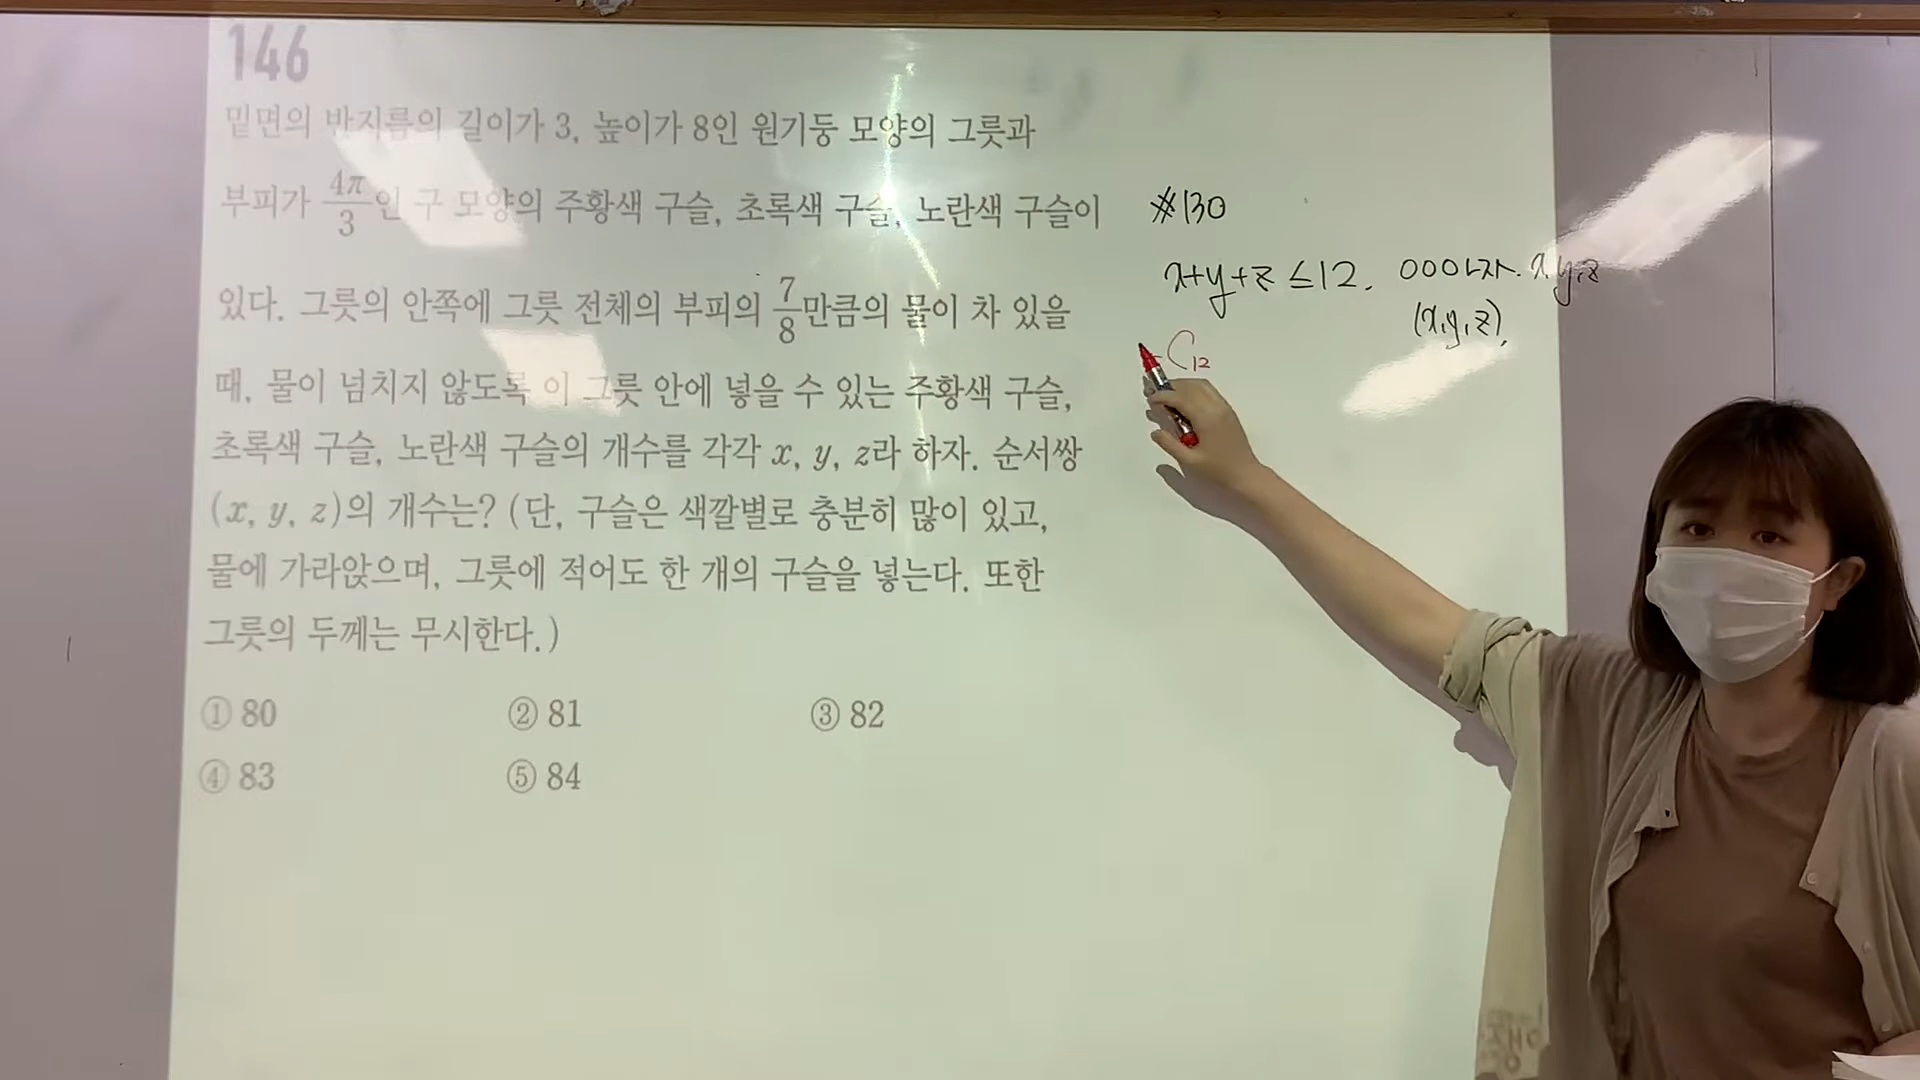 146
밑면의 반지름의 길이가 3, 높이가 8인 원기둥 모양의 그릇과
부피가 4π/3인 구 모양의 주황색 구슬, 초록색 구슬, 노란색 구슬이
있다. 그릇의 안쪽에 그릇 전체의 부피의 7/8만큼의 물이 차 있을
때, 물이 넘치지 않도록 이 그릇 안에 넣을 수 있는 주황색 구슬,
초록색 구슬, 노란색 구슬의 개수를 각각 x, y, z라 하자. 순서쌍
(x, y, z)의 개수는? (단, 구슬은 색깔별로 충분히 많이 있고,
물에 가라앉으며, 그릇에 적어도 한 개의 구슬을 넣는다. 또한
그릇의 두께는 무시한다.)
① 80 ② 81 ③ 82
④ 83 ⑤ 84
#130
x+y+z ≤12.
x,y,z
(x,y,z),
C12